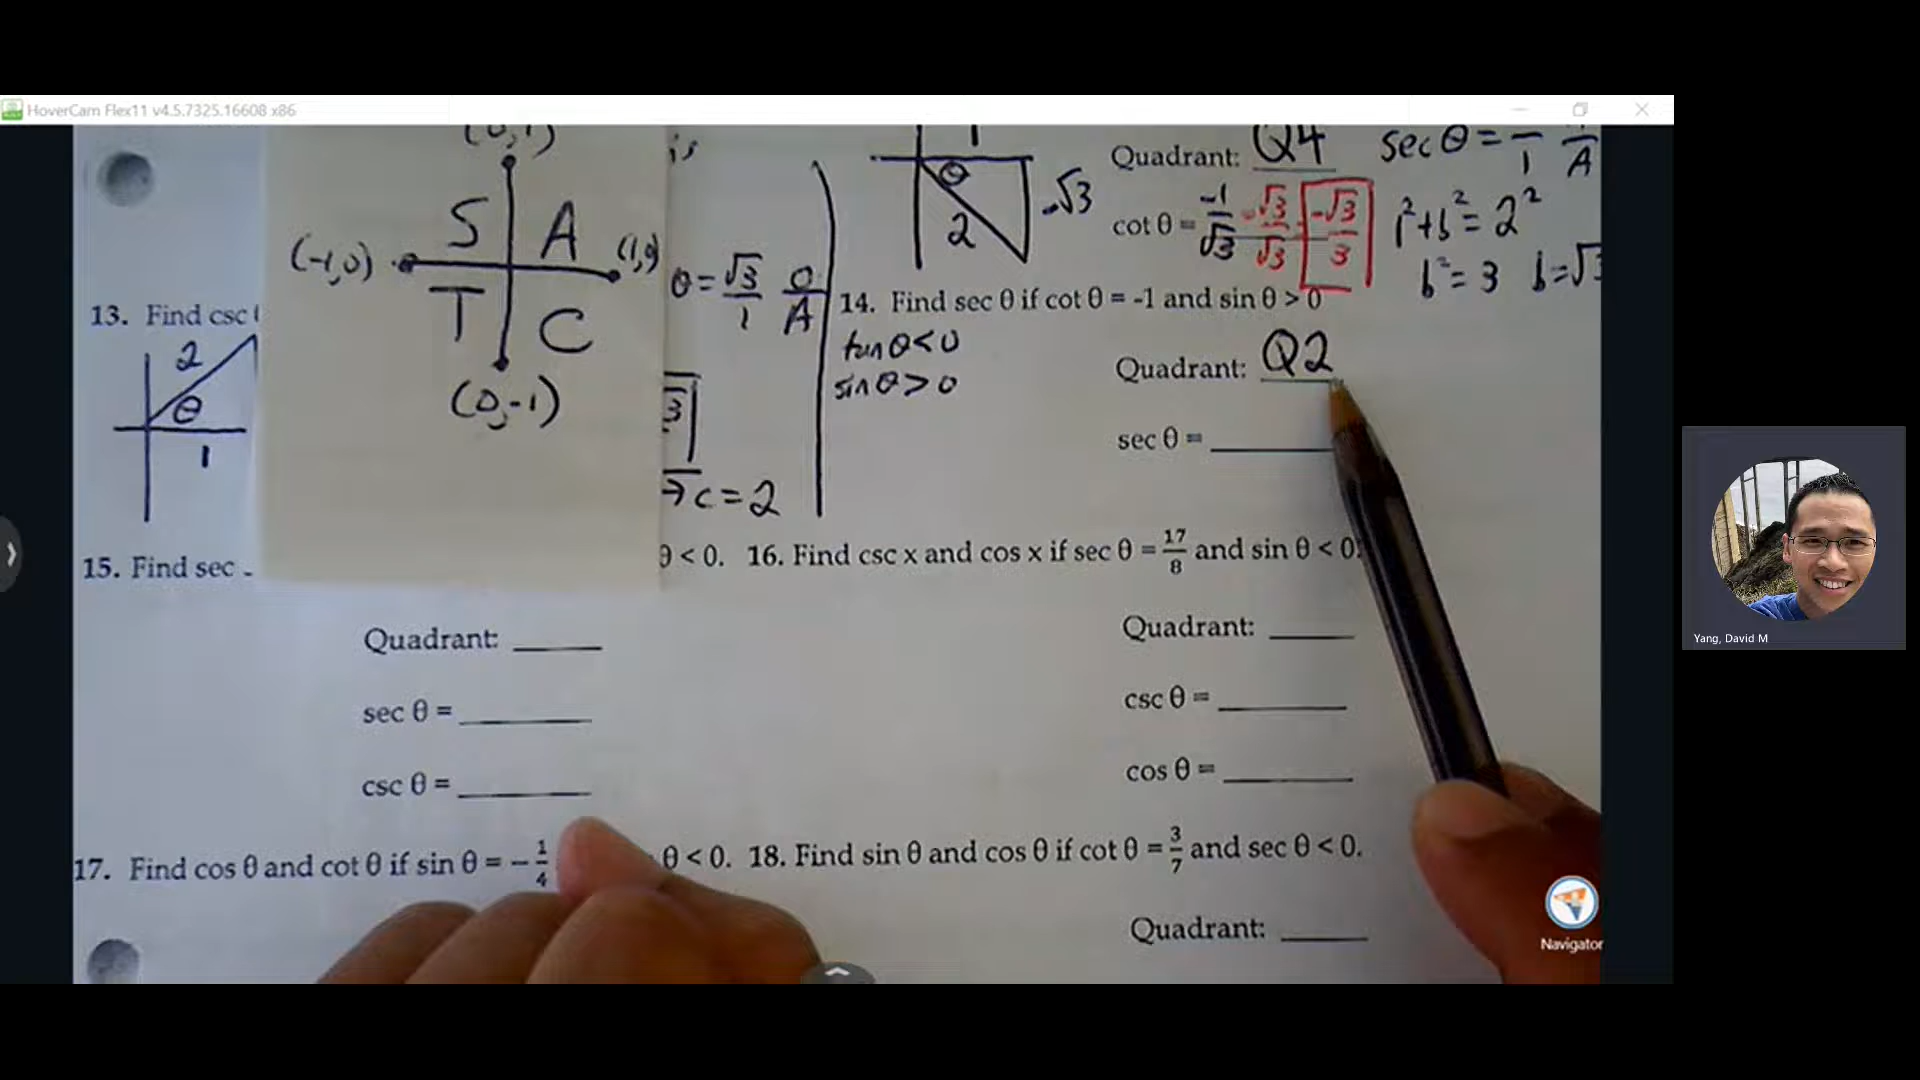 HoverCam Flex11 v4.5.7325.16608 x86
(0,1)
S A
(-1,0)
T C
(0,-1)
is
θ = √3/1 O/A
→ c = 2
1
θ
2
-√3
Quadrant: Q4
sec θ = 1 A
cot θ = -1/√3 √3/√3 -√3/3
1² + b² = 2²
b² = 3 b = √3
13. Find csc
2
θ
1
14. Find sec θ if cot θ = -1 and sin θ > 0
tan θ < 0
sin θ > 0
Quadrant: Q2
sec θ =
15. Find sec
θ < 0.
Quadrant:
sec θ =
csc θ =
16. Find csc x and cos x if sec θ = 17/8 and sin θ < 0
Quadrant:
csc θ =
cos θ =
17. Find cos θ and cot θ if sin θ = - 1/4
θ < 0.
18. Find sin θ and cos θ if cot θ = 3/7 and sec θ < 0.
Quadrant:
Navigator
Yang, David M